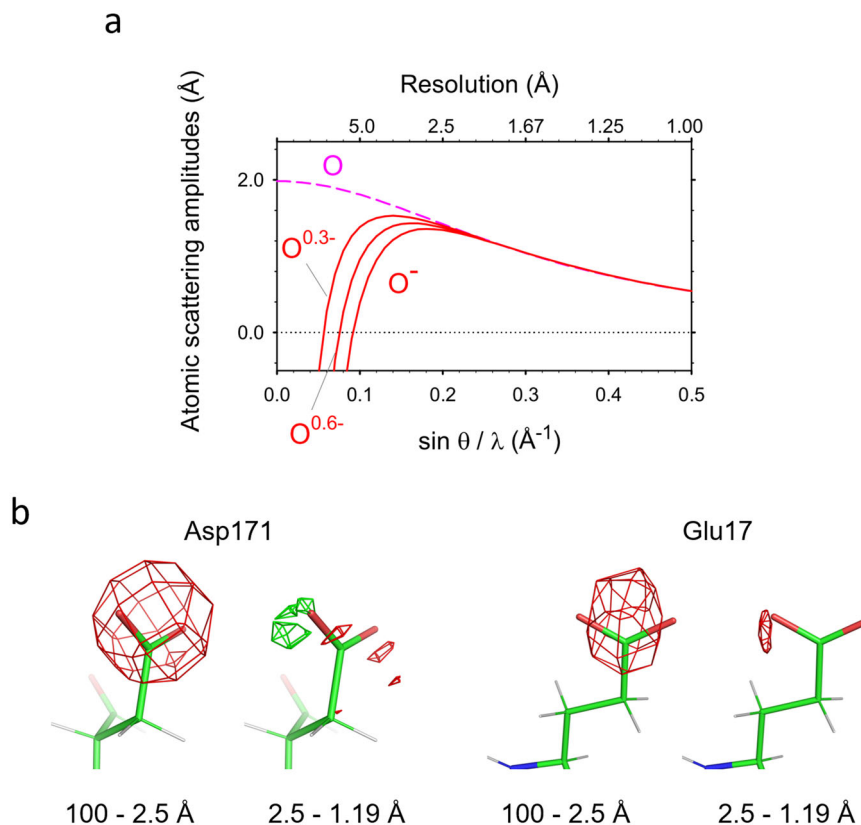 a
Resolution (Å)
5.0 2.5 1.67 1.25 1.00
Atomic scattering amplitudes (Å)
2.0
0.0
O
O0.3-
O-
O0.6-
0.0 0.1 0.2 0.3 0.4 0.5
sin θ / λ (Å-1)
b
Asp171 Glu17
100 - 2.5 Å 2.5 - 1.19 Å 100 - 2.5 Å 2.5 - 1.19 Å